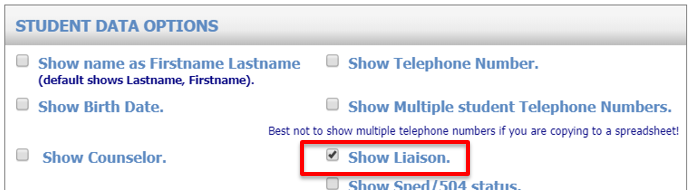 STUDENT DATA OPTIONS
Show name as Firstname Lastname
(default shows Lastname, Firstname).
Show Telephone Number.
Show Birth Date.
Show Multiple student Telephone Numbers.
Best not to show multiple telephone numbers if you are copying to a spreadsheet!
Show Counselor.
Show Liaison.
Show Sped/504 status.